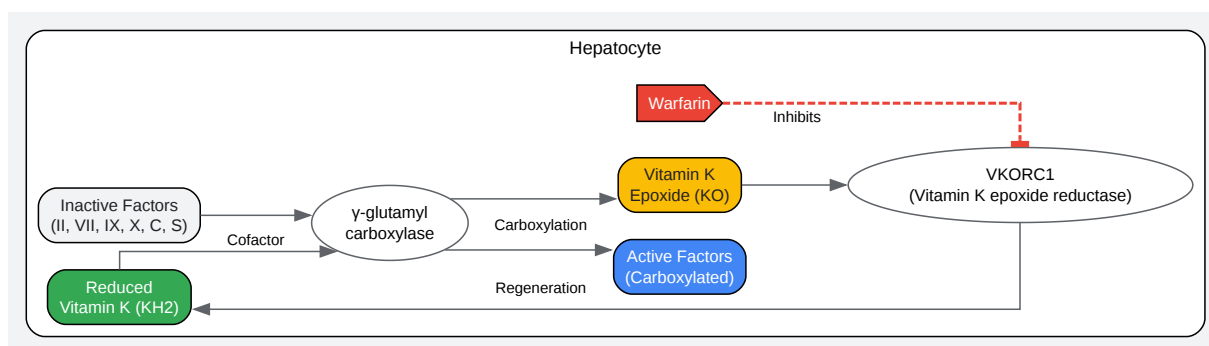 Hepatocyte
Warfarin
Inhibits
Vitamin K
Epoxide (KO)
VKORC1
(Vitamin K epoxide reductase)
Inactive Factors
(II, VII, IX, X, C, S)
γ-glutamyl
carboxylase
Carboxylation
Cofactor
Active Factors
(Carboxylated)
Reduced
Vitamin K (KH2)
Regeneration